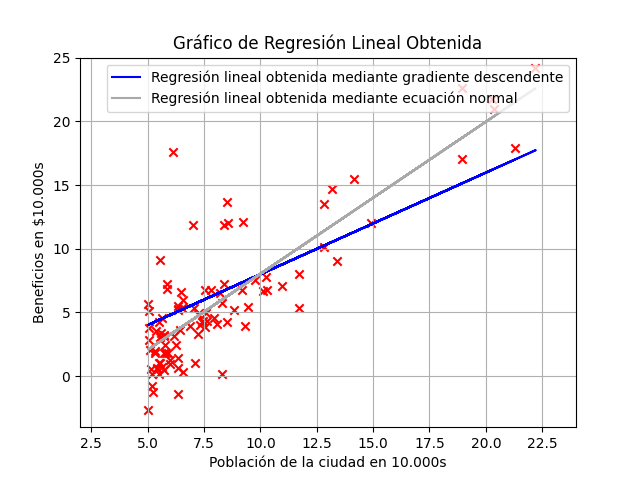 Gráfico de Regresión Lineal Obtenida
Regresión lineal obtenida mediante gradiente descendente
Regresión lineal obtenida mediante ecuación normal
25
20
15
10
5
0
Beneficios en $10.000s
2.5 5.0 7.5 10.0 12.5 15.0 17.5 20.0 22.5
Población de la ciudad en 10.000s